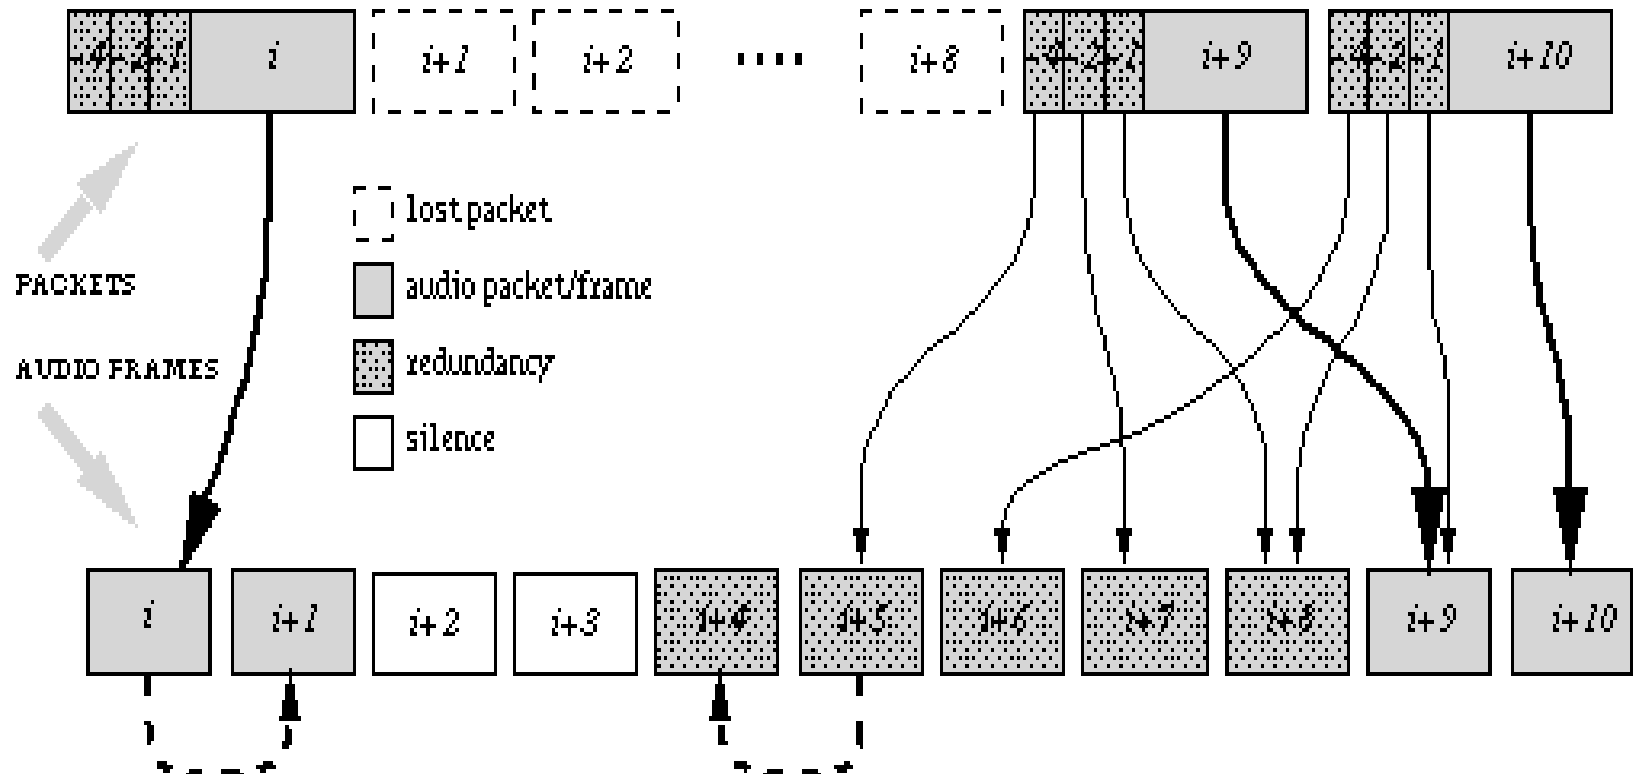 -4 -2 -1 i
i+1
i+2
....
i+8
-4 -2 -1 i+9
-4 -2 -1 i+10
lost packet
audio packet/frame
redundancy
silence
PACKETS
AUDIO FRAMES
i
i+1
i+2
i+3
i+4
i+5
i+6
i+7
i+8
i+9
i+10